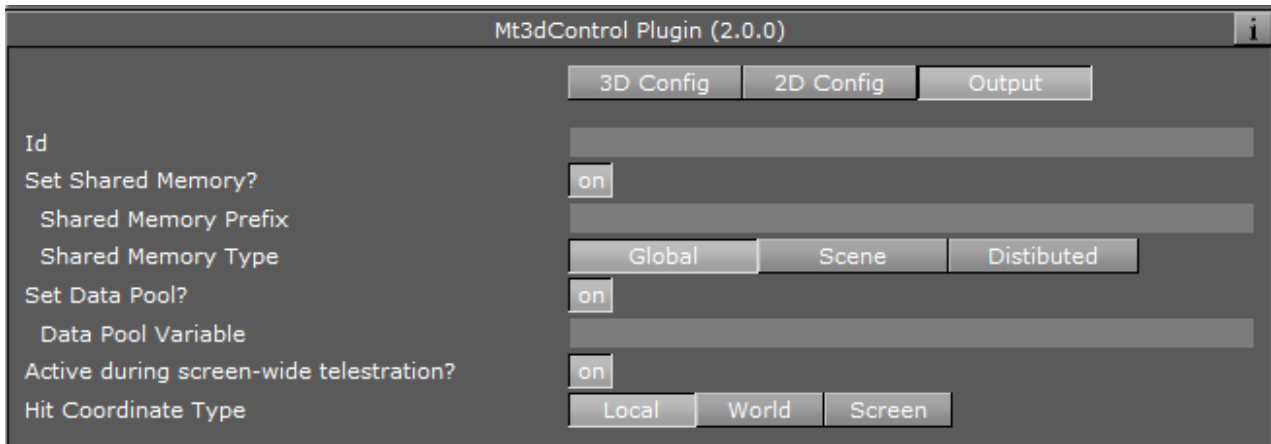 Mt3dControl Plugin (2.0.0) i
3D Config 2D Config Output
Id
Set Shared Memory? on
Shared Memory Prefix
Shared Memory Type Global Scene Distibuted
Set Data Pool? on
Data Pool Variable
Active during screen-wide telestration? on
Hit Coordinate Type Local World Screen